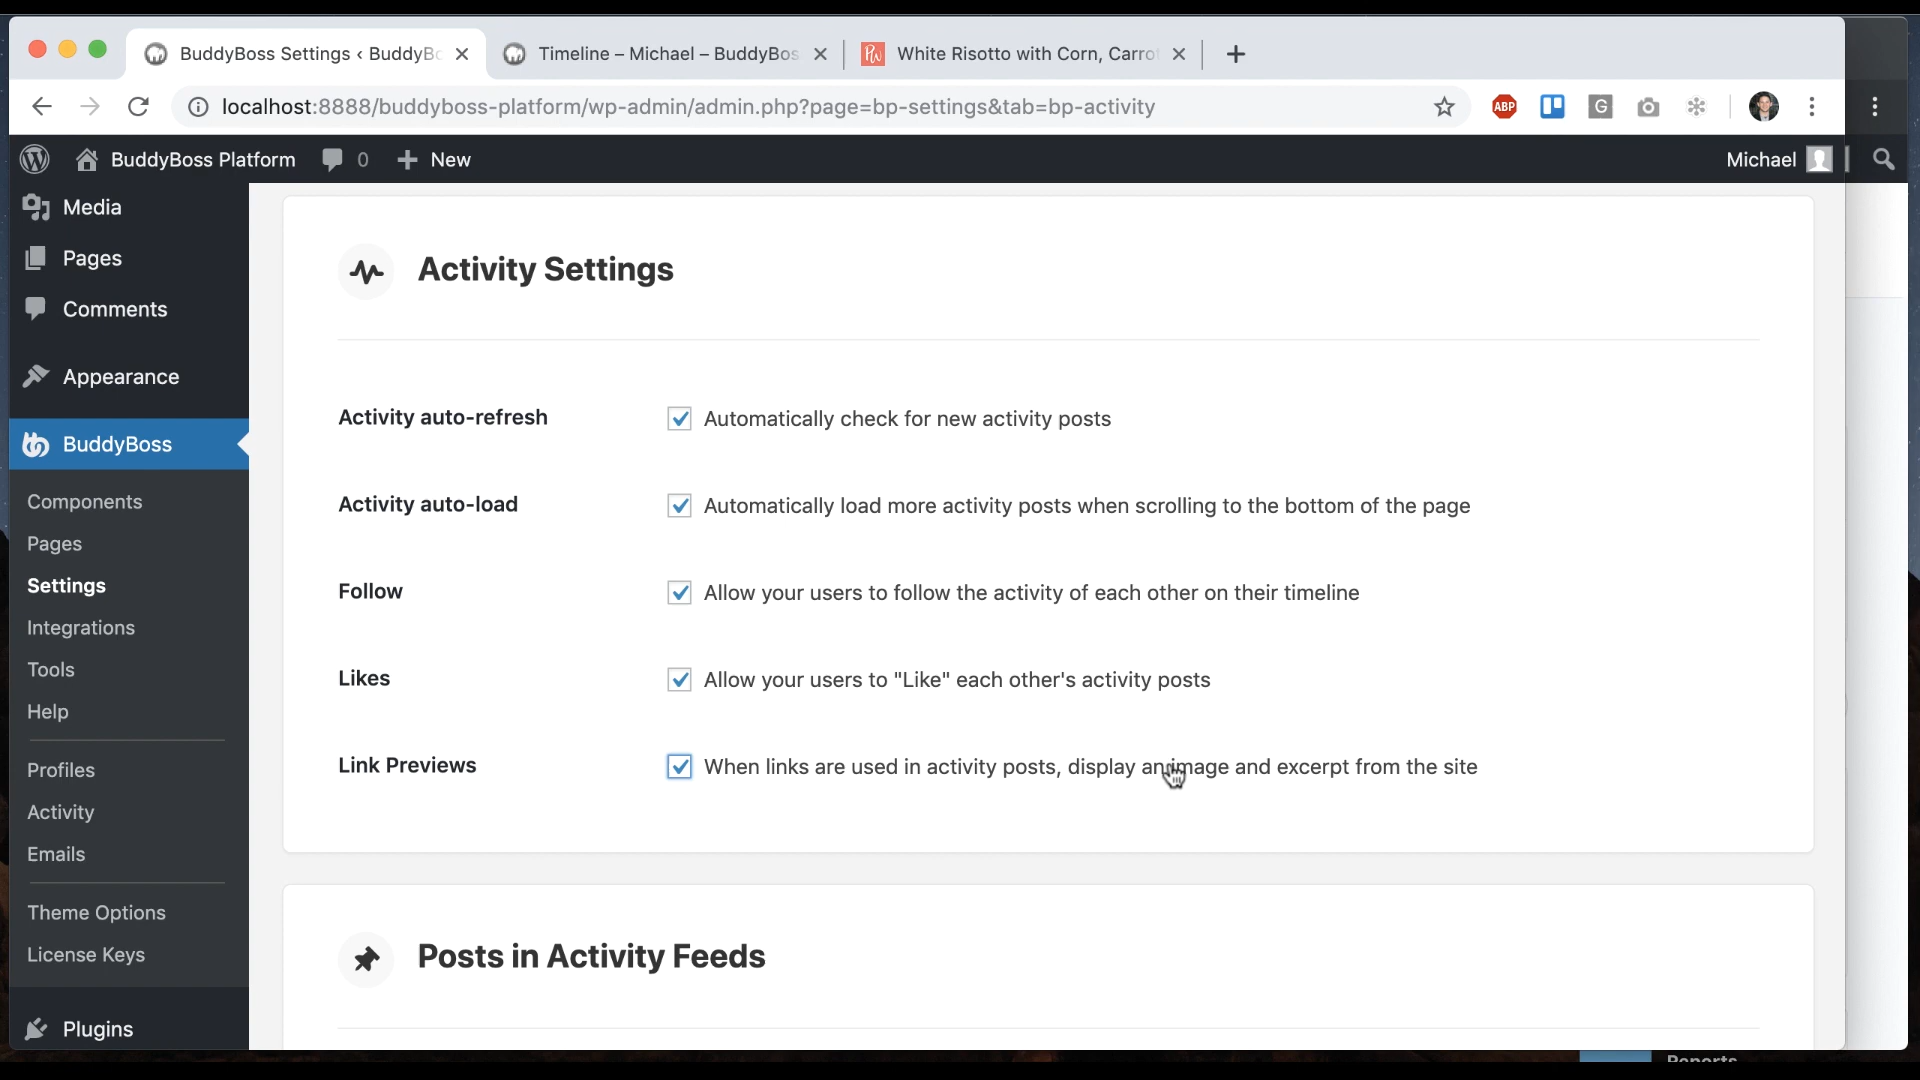 BuddyBoss Settings ‹ BuddyBo
Timeline – Michael – BuddyBos
White Risotto with Corn, Carrot
localhost:8888/buddyboss-platform/wp-admin/admin.php?page=bp-settings&tab=bp-activity
ABP
G
BuddyBoss Platform
0
New
Michael
Media
Pages
Comments
Appearance
BuddyBoss
Components
Pages
Settings
Integrations
Tools
Help
Profiles
Activity
Emails
Theme Options
License Keys
Plugins
Activity Settings
Activity auto-refresh
Automatically check for new activity posts
Activity auto-load
Automatically load more activity posts when scrolling to the bottom of the page
Follow
Allow your users to follow the activity of each other on their timeline
Likes
Allow your users to "Like" each other's activity posts
Link Previews
When links are used in activity posts, display an image and excerpt from the site
Posts in Activity Feeds
Reports